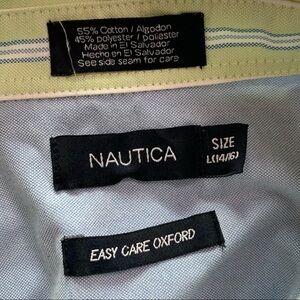 55% Cotton / Algodon
45% polyester / poliester
Made in El Salvador
Hecho en El Salvador
See side seam for care
NAUTICA
SIZE
L(14/16)
EASY CARE OXFORD